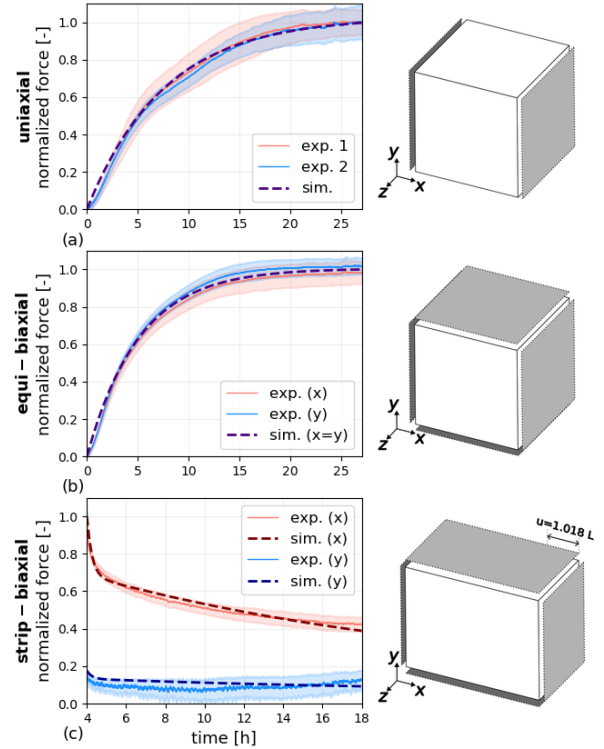 uniaxial
normalized force [-]
1.0
0.8
0.6
0.4
0.2
0.0
exp. 1
exp. 2
sim.
0 5 10 15 20 25
(a)
y
z x
equi − biaxial
normalized force [-]
1.0
0.8
0.6
0.4
0.2
0.0
exp. (x)
exp. (y)
sim. (x=y)
0 5 10 15 20 25
(b)
y
z x
strip − biaxial
normalized force [-]
1.0
0.8
0.6
0.4
0.2
0.0
exp. (x)
sim. (x)
exp. (y)
sim. (y)
4 6 8 10 12 14 16 18
time [h]
(c)
u=1.018 L
y
z x